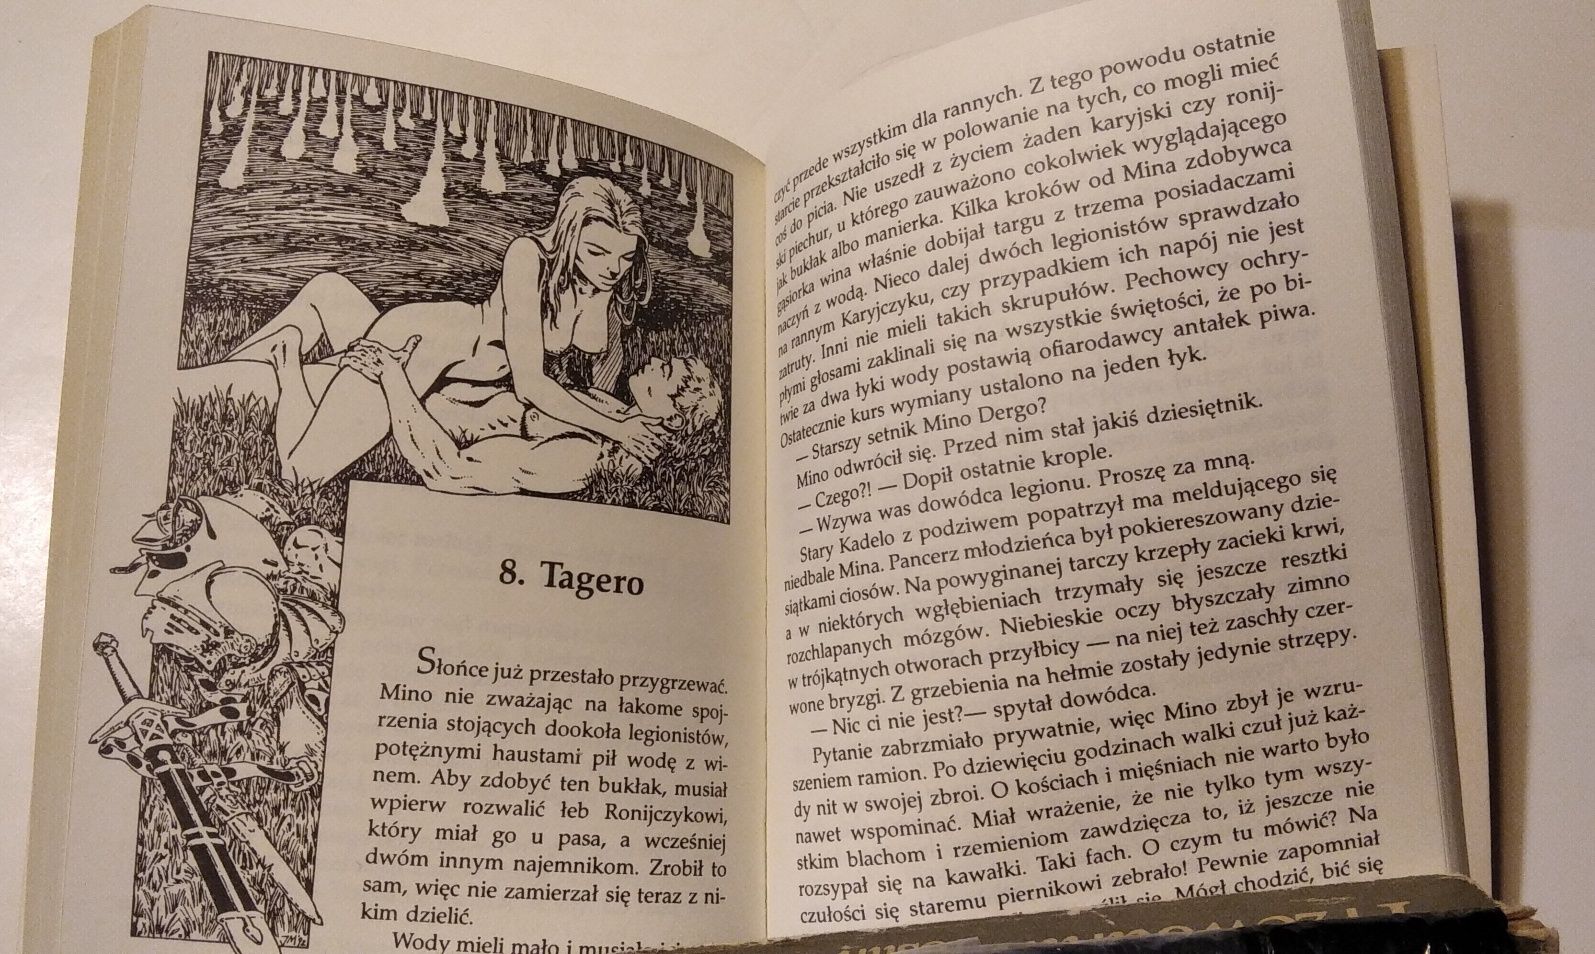 8. Tagero
Słońce już przestało przygrzewać.
Mino nie zważając na łakome spoj-
rzenia stojących dookoła legionistów,
potężnymi haustami pił wodę z wi-
nem. Aby zdobyć ten bukłak, musiał
wpierw rozwalić łeb Ronijczykowi,
który miał go u pasa, a wcześniej
dwóm innym najemnikom. Zrobił to
sam, więc nie zamierzał się teraz z ni-
kim dzielić.
Wody mieli mało i
JM'92
czyć przede wszystkim dla rannych. Z tego powodu ostatnie
starcie przekształciło się w polowanie na tych, co mogli mieć
coś do picia. Nie uszedł z życiem żaden karyjski czy ronij-
ski piechur, u którego zauważono cokolwiek wyglądającego
jak bukłak albo manierka. Kilka kroków od Mina zdobywca
gąsiorka wina właśnie dobijał targu z trzema posiadaczami
naczyń z wodą. Nieco dalej dwóch legionistów sprawdzało
na rannym Karyjczyku, czy przypadkiem ich napój nie jest
zatruty. Inni nie mieli takich skrupułów. Pechowcy ochry-
płymi głosami zaklinali się na wszystkie świętości, że po bi-
twie za dwa łyki wody postawią ofiarodawcy antałek piwa.
Ostatecznie kurs wymiany ustalono na jeden łyk.
— Starszy setnik Mino Dergo?
Mino odwrócił się. Przed nim stał jakiś dziesiętnik.
— Czego?! — Dopił ostatnie krople.
— Wzywa was dowódca legionu. Proszę za mną.
Stary Kadelo z podziwem popatrzył ma meldującego się
niedbale Mina. Pancerz młodzieńca był pokiereszowany dzie-
siątkami ciosów. Na powyginanej tarczy krzepły zacieki krwi,
a w niektórych wgłębieniach trzymały się jeszcze resztki
rozchlapanych mózgów. Niebieskie oczy błyszczały zimno
w trójkątnych otworach przyłbicy — na niej też zaschły czer-
wone bryzgi. Z grzebienia na hełmie zostały jedynie strzępy.
— Nic ci nie jest?— spytał dowódca.
Pytanie zabrzmiało prywatnie, więc Mino zbył je wzru-
szeniem ramion. Po dziewięciu godzinach walki czuł już każ-
dy nit w swojej zbroi. O kościach i mięśniach nie warto było
nawet wspominać. Miał wrażenie, że nie tylko tym wszy-
stkim blachom i rzemieniom zawdzięcza to, iż jeszcze nie
rozsypał się na kawałki. Taki fach. O czym tu mówić? Na
czułości się staremu piernikowi zebrało! Pewnie zapomniał
się. Mógł chodzić, bić się